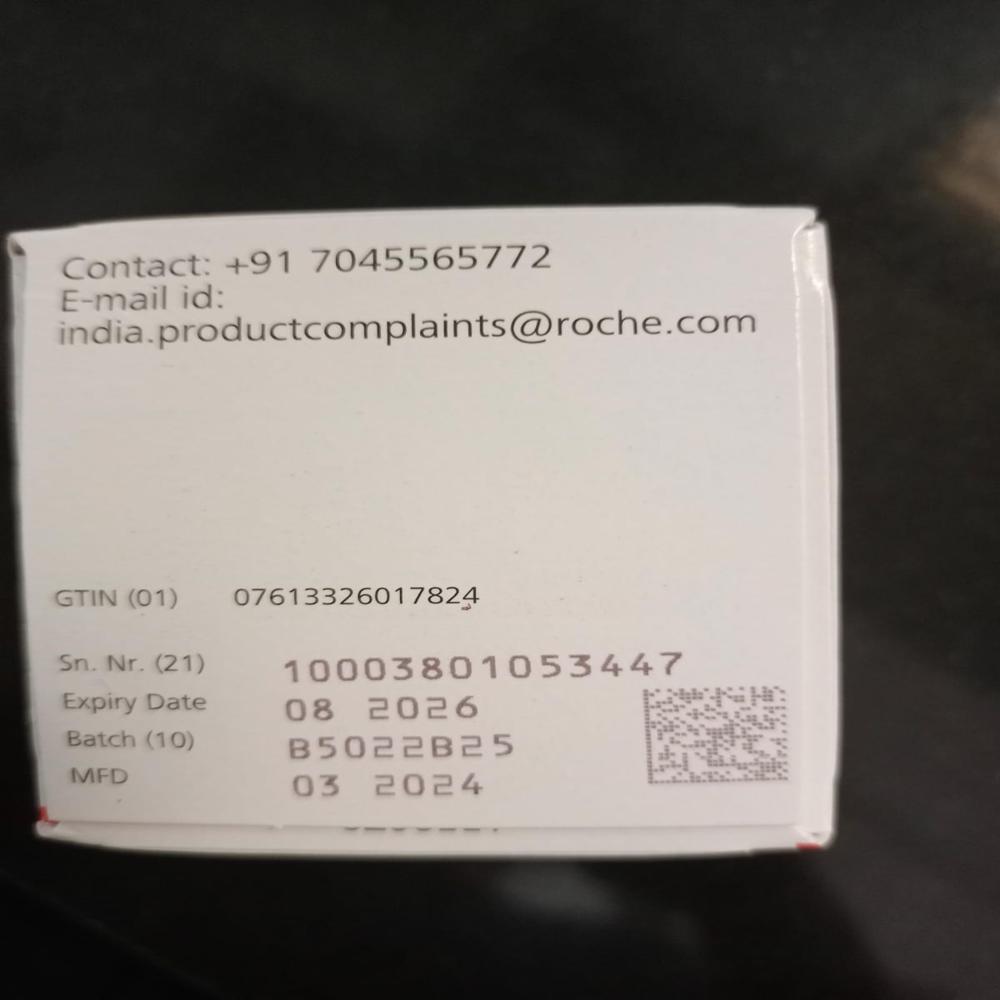 Contact: +91 7045565772
E-mail id:
india.productcomplaints@roche.com
GTIN (01) 07613326017824
Sn. Nr. (21) 10003801053447
Expiry Date 08 2026
Batch (10) B5022B25
MFD 03 2024